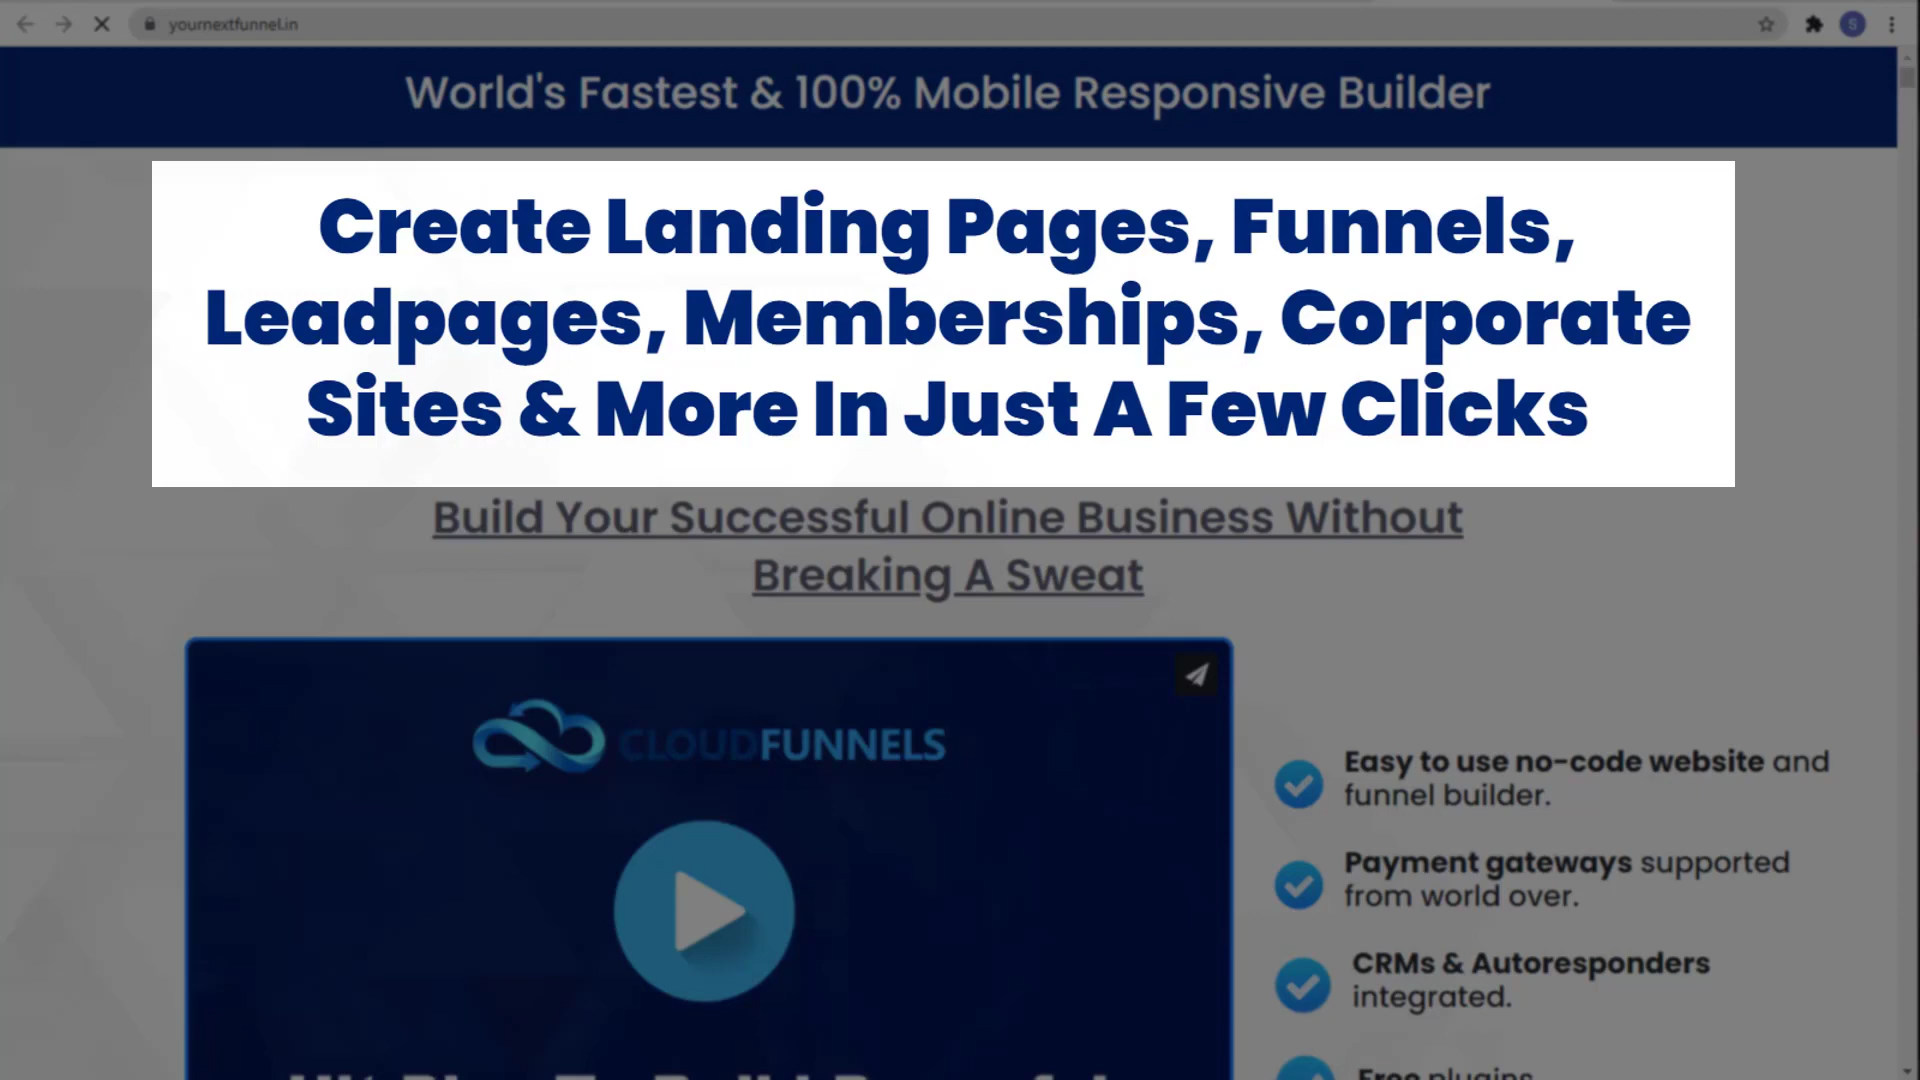 yournextfunnel.in
S
World's Fastest & 100% Mobile Responsive Builder
Create Landing Pages, Funnels,
Leadpages, Memberships, Corporate
Sites & More In Just A Few Clicks
Build Your Successful Online Business Without
Breaking A Sweat
CLOUDFUNNELS
Easy to use no-code website and
funnel builder.
Payment gateways supported
from world over.
CRMs & Autoresponders
integrated.
Free plugins